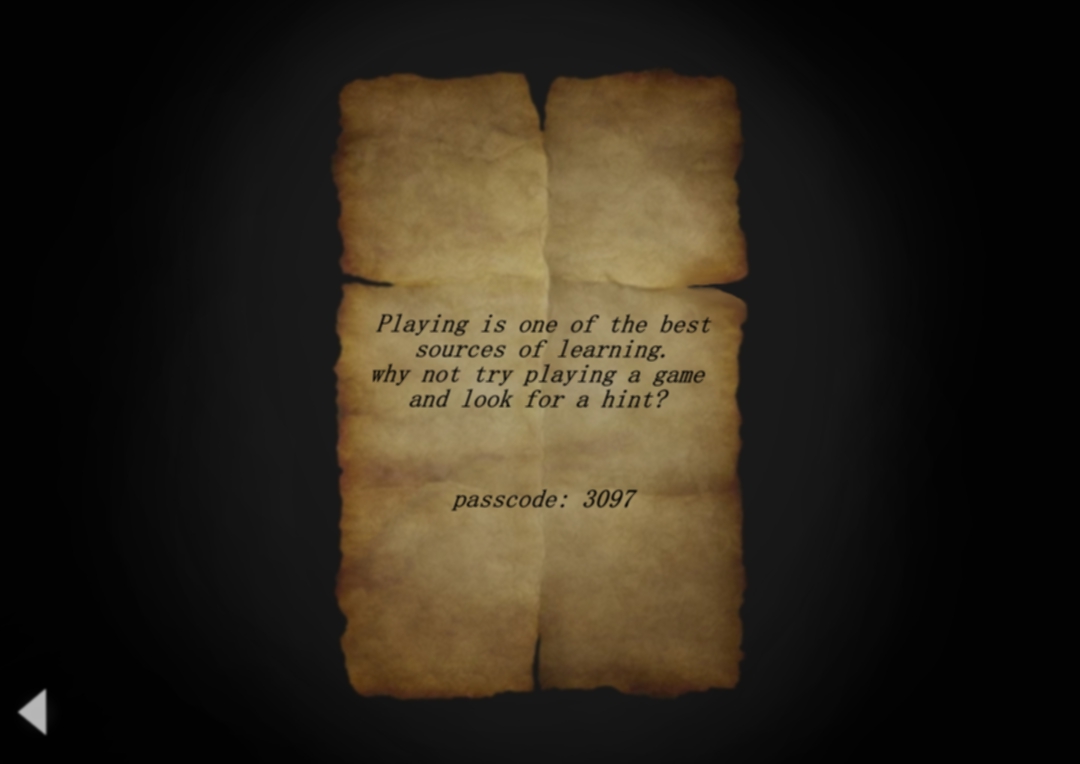 Playing is one of the best
sources of learning.
why not try playing a game
and look for a hint?
passcode: 3097